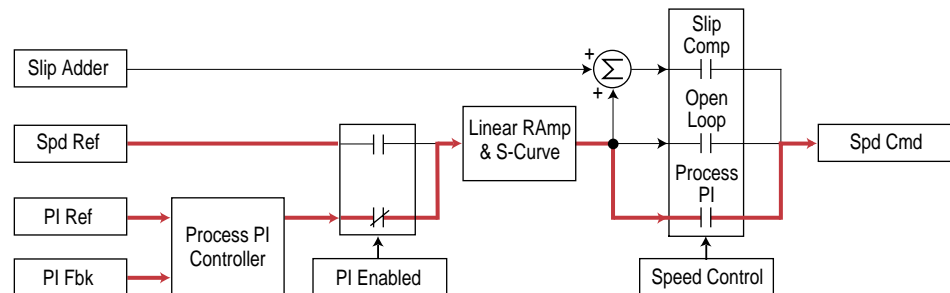 Slip Adder
+
+
Σ
Slip
Comp
Spd Ref
Linear RAmp
& S-Curve
Open
Loop
Spd Cmd
PI Ref
Process PI
Controller
Process
PI
PI Fbk
PI Enabled
Speed Control